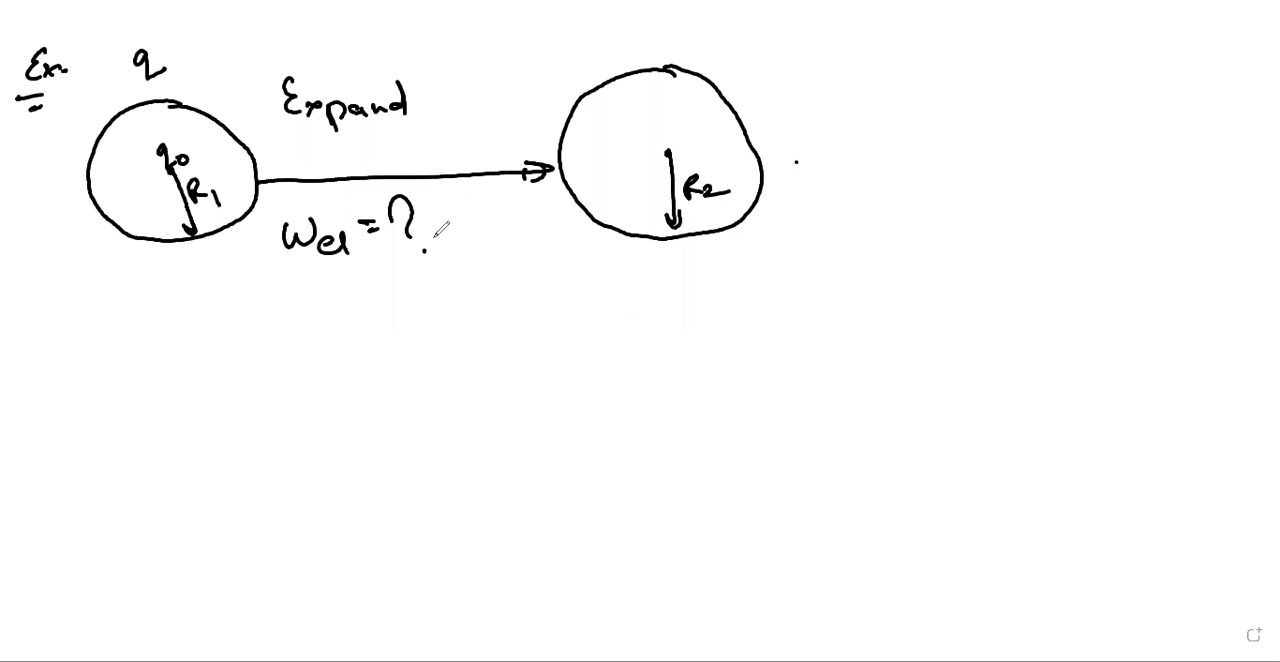 Ex.
q
Expand
q0
R1
R2
Wel = ?